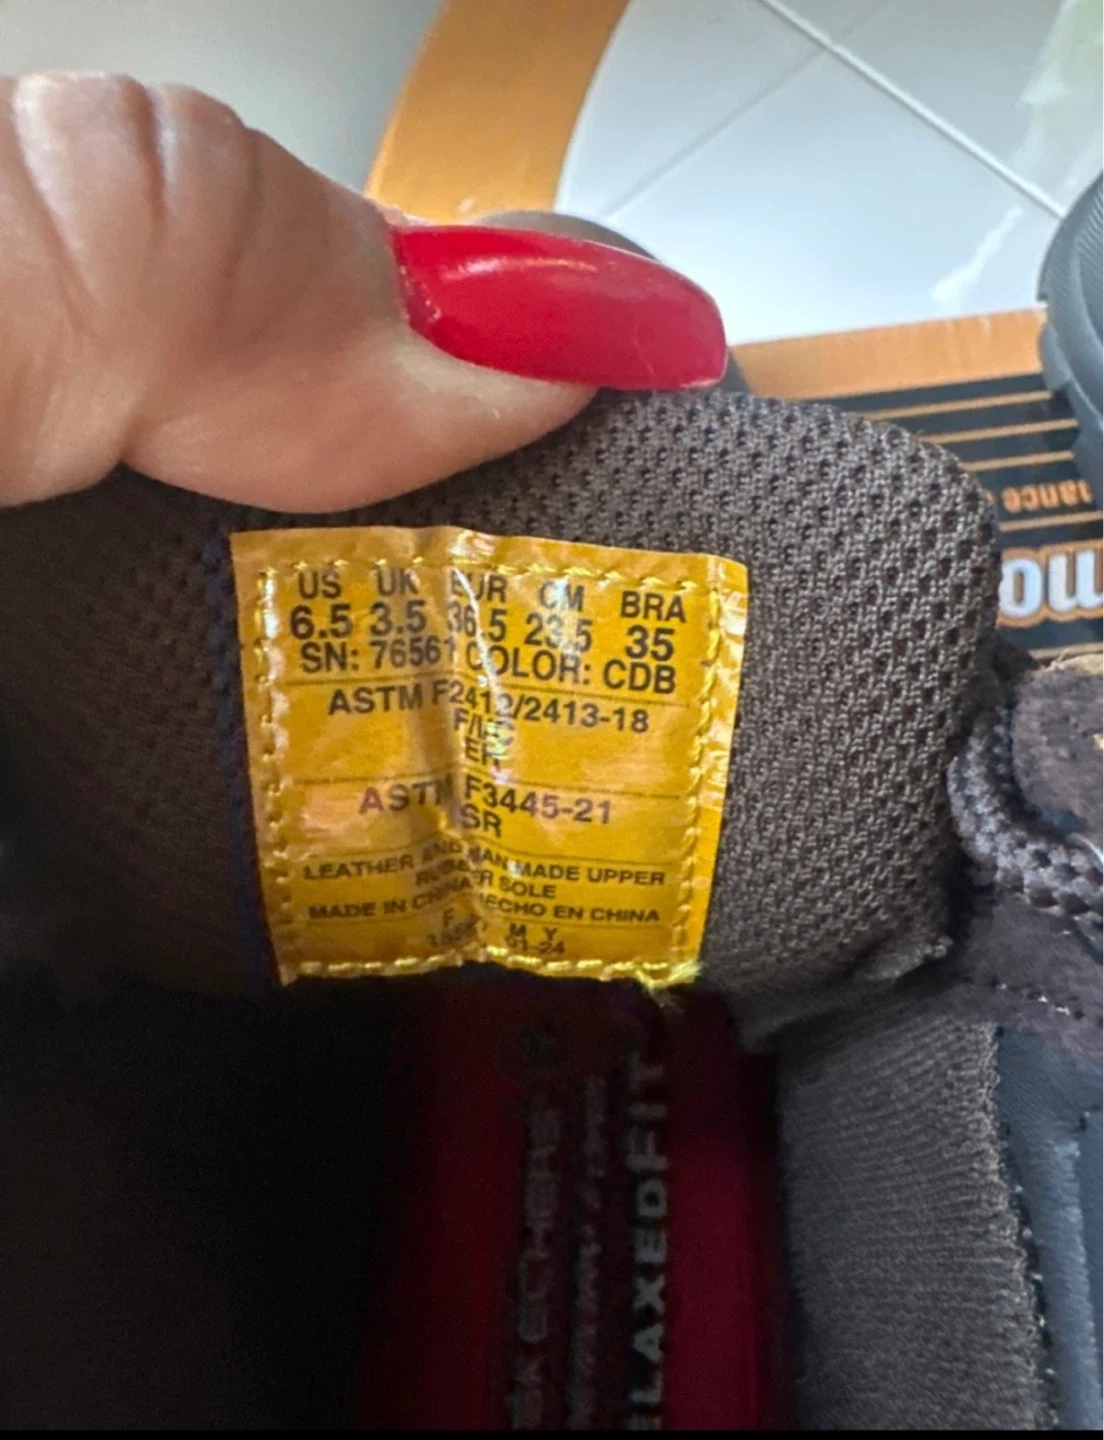 US UK EUR CM BRA
6.5 3.5 36.5 23.5 35
SN: 76561 COLOR: CDB
ASTM F2412/2413-18
ER
ASTM F3445-21
SR
LEATHER AND MAN MADE UPPER
RUBBER SOLE
MADE IN CHINA HECHO EN CHINA
F M Y
01-24
SKECHERS
RELAXEDFIT